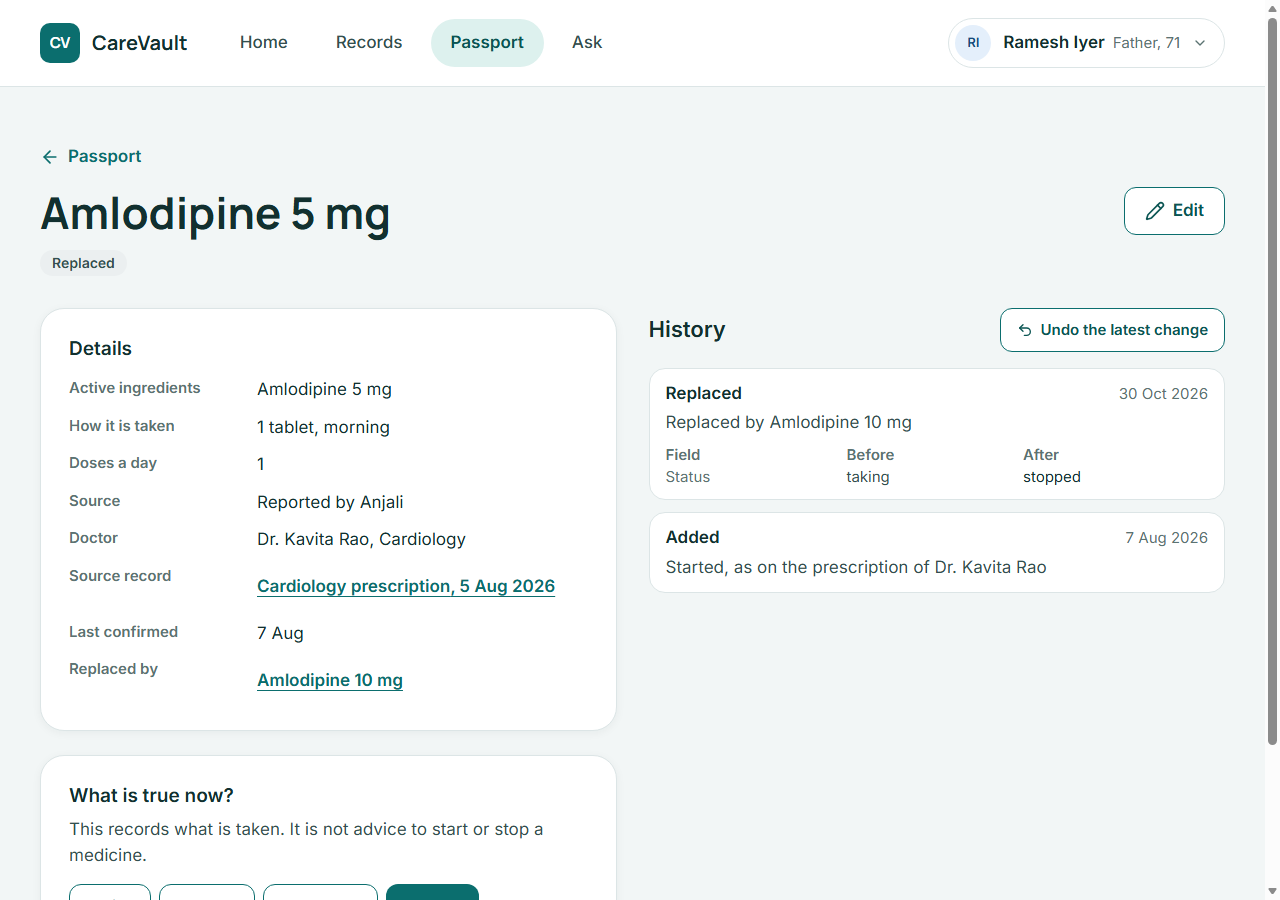 CV CareVault Home Records Passport Ask RI Ramesh Iyer Father, 71
Passport
Amlodipine 5 mg
Edit
Replaced
Details
Active ingredients Amlodipine 5 mg
How it is taken 1 tablet, morning
Doses a day 1
Source Reported by Anjali
Doctor Dr. Kavita Rao, Cardiology
Source record Cardiology prescription, 5 Aug 2026
Last confirmed 7 Aug
Replaced by Amlodipine 10 mg
What is true now?
This records what is taken. It is not advice to start or stop a
medicine.
History Undo the latest change
Replaced 30 Oct 2026
Replaced by Amlodipine 10 mg
Field Before After
Status taking stopped
Added 7 Aug 2026
Started, as on the prescription of Dr. Kavita Rao